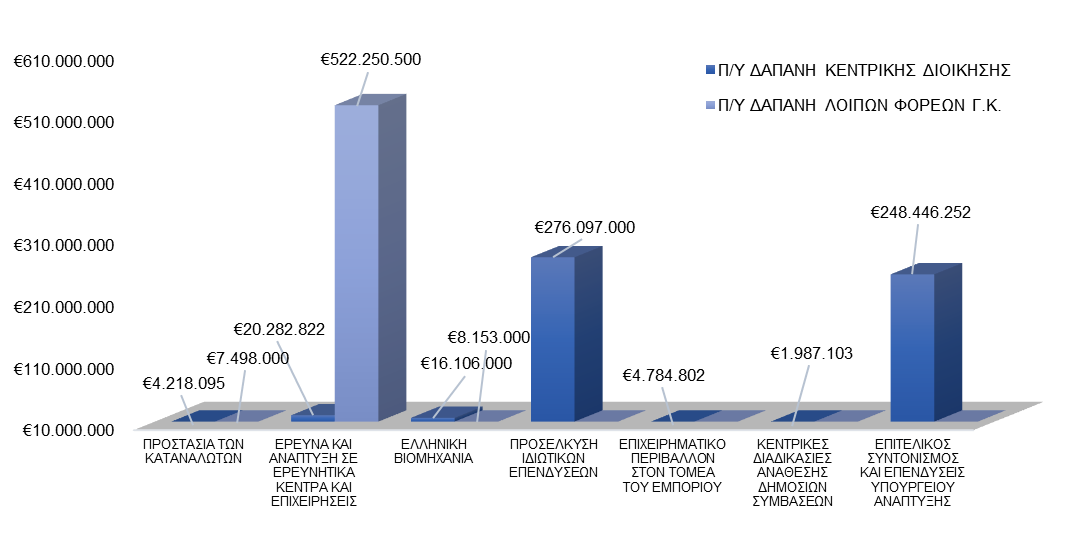 €610.000.000
€510.000.000
€410.000.000
€310.000.000
€210.000.000
€110.000.000
€10.000.000
Π/Υ ΔΑΠΑΝΗ ΚΕΝΤΡΙΚΗΣ ΔΙΟΙΚΗΣΗΣ
Π/Υ ΔΑΠΑΝΗ ΛΟΙΠΩΝ ΦΟΡΕΩΝ Γ.Κ.
€4.218.095
€7.498.000
€20.282.822
€522.250.500
€16.106.000
€8.153.000
€276.097.000
€4.784.802
€1.987.103
€248.446.252
ΠΡΟΣΤΑΣΙΑ ΤΩΝ
ΚΑΤΑΝΑΛΩΤΩΝ
ΕΡΕΥΝΑ ΚΑΙ
ΑΝΑΠΤΥΞΗ ΣΕ
ΕΡΕΥΝΗΤΙΚΑ
ΚΕΝΤΡΑ ΚΑΙ
ΕΠΙΧΕΙΡΗΣΕΙΣ
ΕΛΛΗΝΙΚΗ
ΒΙΟΜΗΧΑΝΙΑ
ΠΡΟΣΕΛΚΥΣΗ
ΙΔΙΩΤΙΚΩΝ
ΕΠΕΝΔΥΣΕΩΝ
ΕΠΙΧΕΙΡΗΜΑΤΙΚΟ
ΠΕΡΙΒΑΛΛΟΝ
ΣΤΟΝ ΤΟΜΕΑ
ΤΟΥ ΕΜΠΟΡΙΟΥ
ΚΕΝΤΡΙΚΕΣ
ΔΙΑΔΙΚΑΣΙΕΣ
ΑΝΑΘΕΣΗΣ
ΔΗΜΟΣΙΩΝ
ΣΥΜΒΑΣΕΩΝ
ΕΠΙΤΕΛΙΚΟΣ
ΣΥΝΤΟΝΙΣΜΟΣ
ΚΑΙ ΕΠΕΝΔΥΣΕΙΣ
ΥΠΟΥΡΓΕΙΟΥ
ΑΝΑΠΤΥΞΗΣ